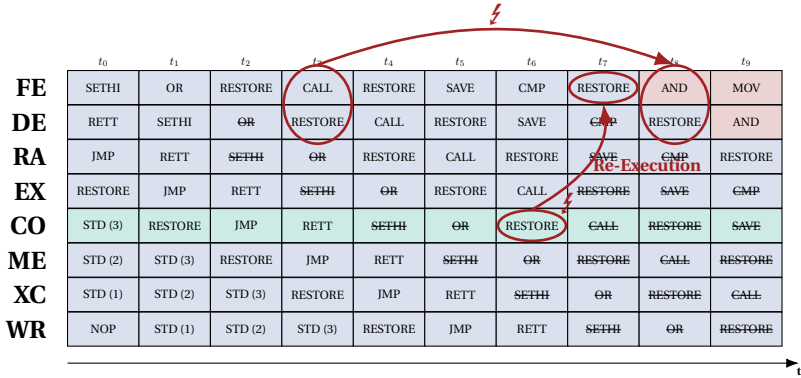 t0 t1 t2 t3 t4 t5 t6 t7 t8 t9
FE SETHI OR RESTORE CALL RESTORE SAVE CMP RESTORE AND MOV
DE RETT SETHI OR RESTORE CALL RESTORE SAVE CMP RESTORE AND
RA JMP RETT SETHI OR RESTORE CALL RESTORE SAVE CMP RESTORE
Re-Execution
EX RESTORE JMP RETT SETHI OR RESTORE CALL RESTORE SAVE CMP
CO STD (3) RESTORE JMP RETT SETHI OR RESTORE CALL RESTORE SAVE
ME STD (2) STD (3) RESTORE JMP RETT SETHI OR RESTORE CALL RESTORE
XC STD (1) STD (2) STD (3) RESTORE JMP RETT SETHI OR RESTORE CALL
WR NOP STD (1) STD (2) STD (3) RESTORE JMP RETT SETHI OR RESTORE
t